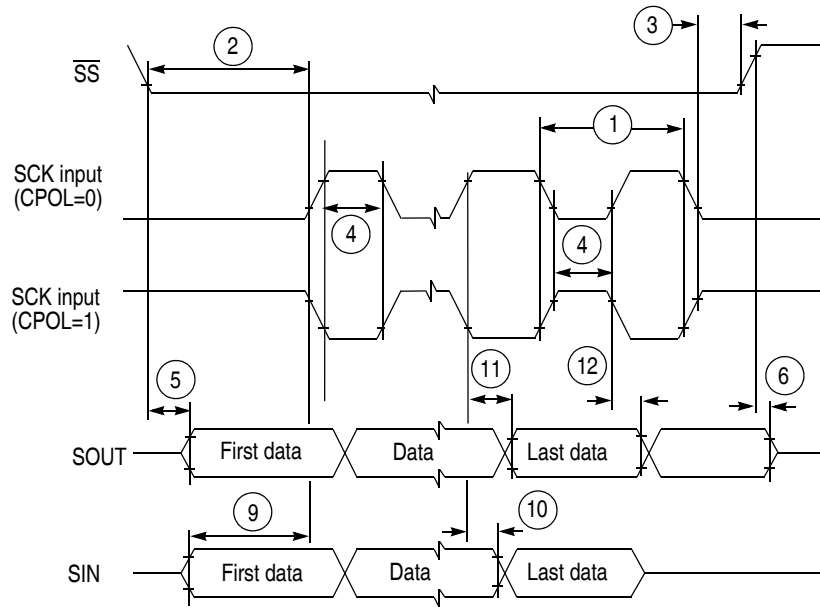 3
2
SS
1
SCK input
(CPOL=0)
4
4
SCK input
(CPOL=1)
5
11
12
6
SOUT
First data
Data
Last data
9
10
SIN
First data
Data
Last data